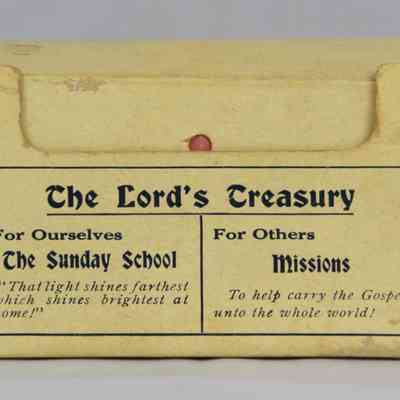 The Lord's Treasury
For Ourselves
The Sunday School
"That light shines farthest
which shines brightest at
home!"
For Others
Missions
To help carry the Gospe
unto the whole world!